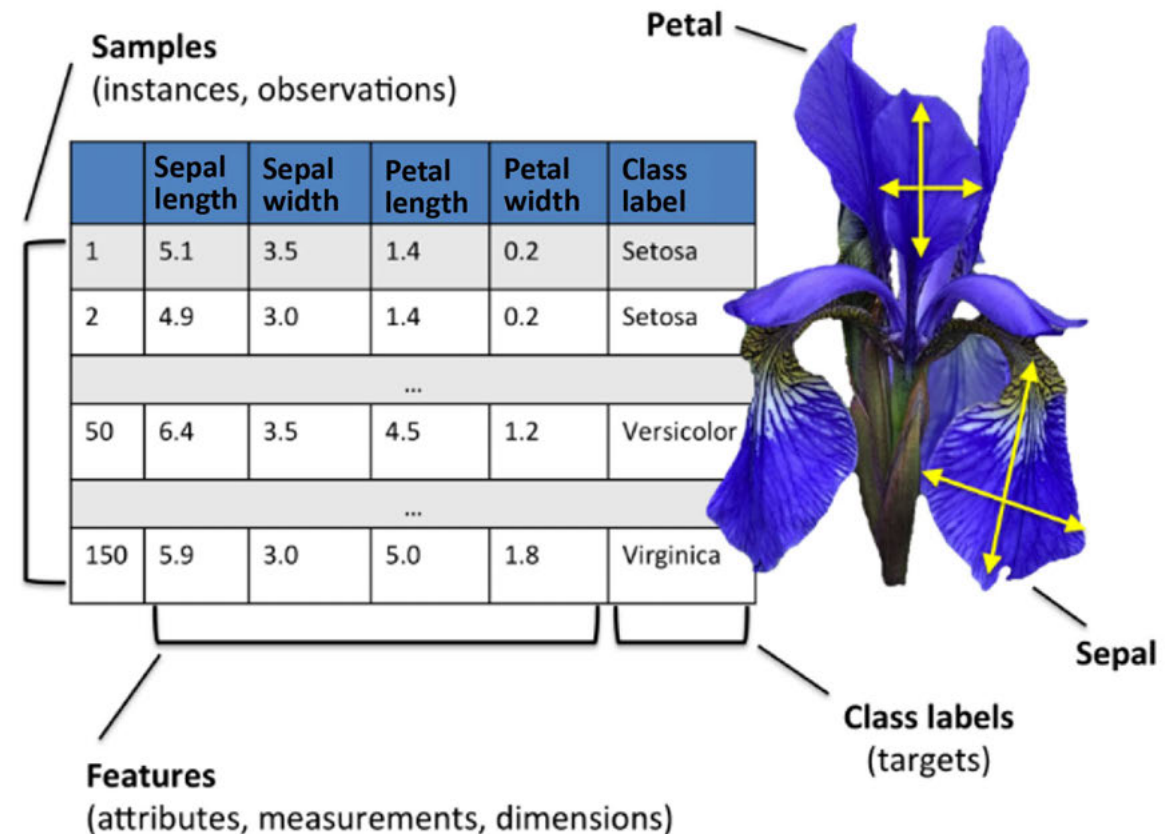 Samples
(instances, observations)
Petal
Sepal length Sepal width Petal length Petal width Class label
1 5.1 3.5 1.4 0.2 Setosa
2 4.9 3.0 1.4 0.2 Setosa
...
50 6.4 3.5 4.5 1.2 Versicolor
...
150 5.9 3.0 5.0 1.8 Virginica
Sepal
Class labels
(targets)
Features
(attributes, measurements, dimensions)